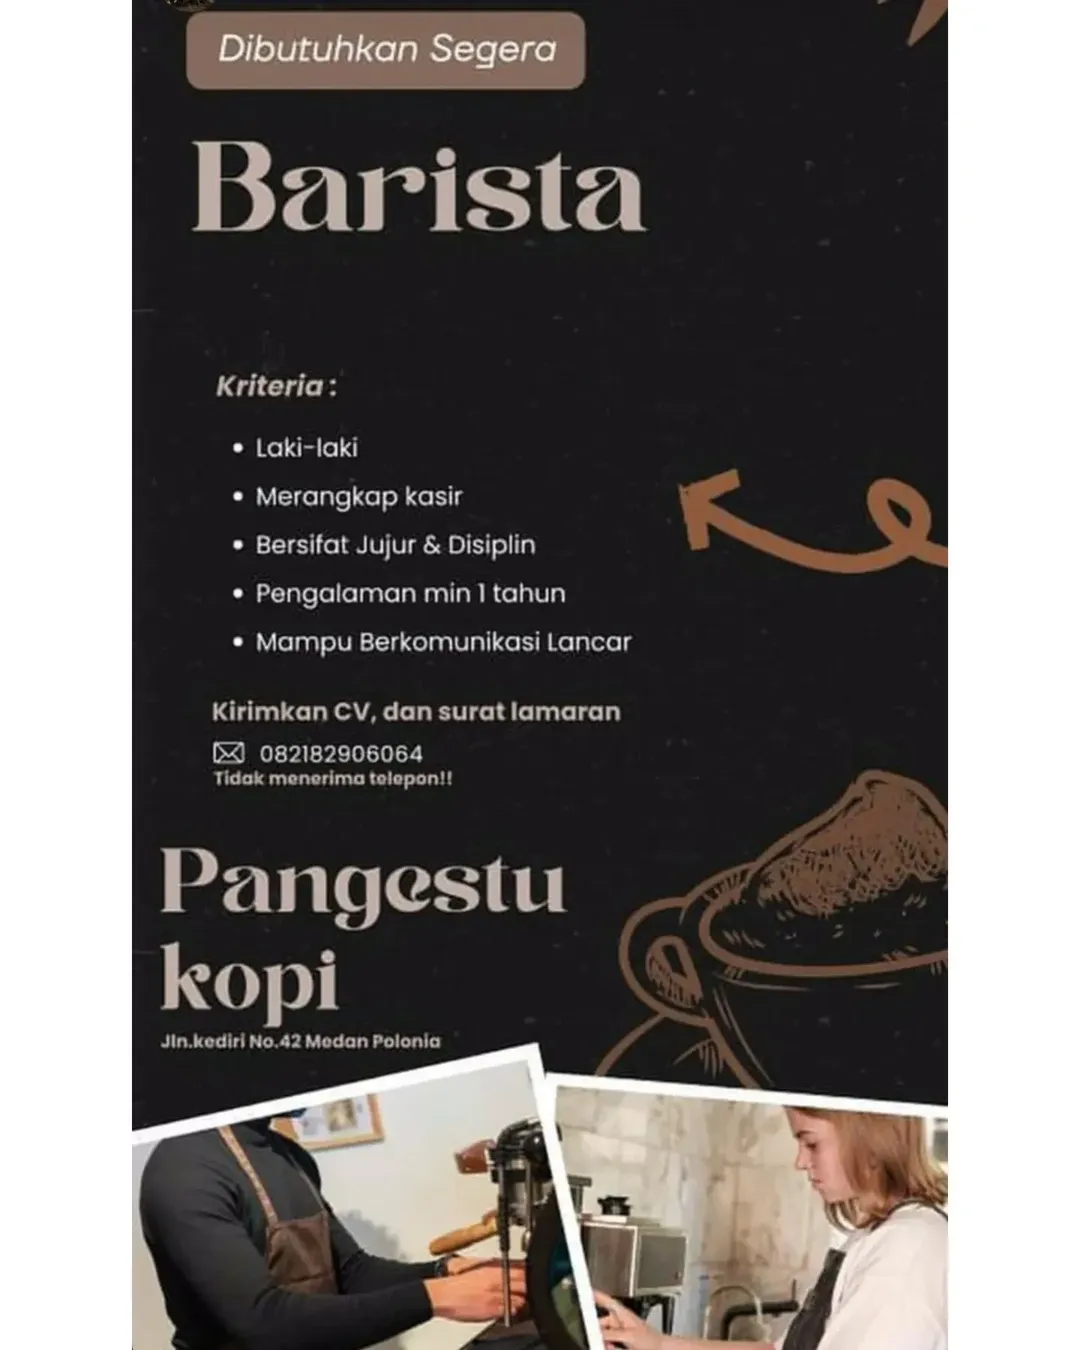 Dibutuhkan Segera
Barista
Kriteria :
• Laki-laki
• Merangkap kasir
• Bersifat Jujur & Disiplin
• Pengalaman min 1 tahun
• Mampu Berkomunikasi Lancar
Kirimkan CV, dan surat lamaran
082182906064
Tidak menerima telepon!!
Pangestu
kopi
Jln.kediri No.42 Medan Polonia